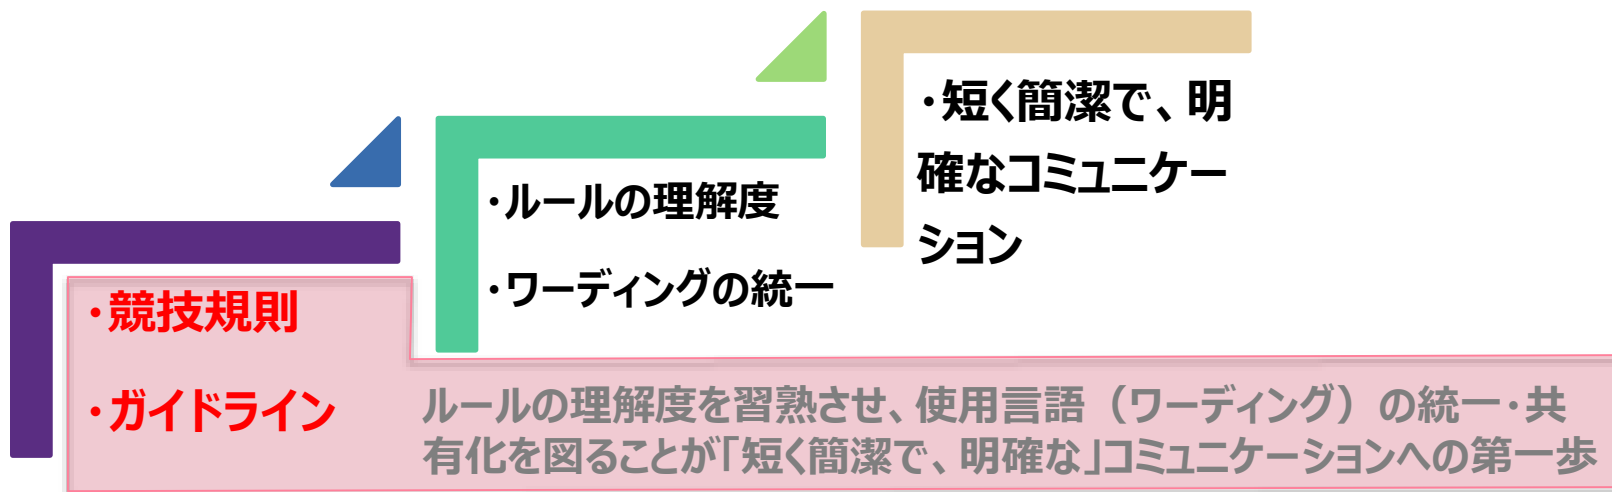 ・短く簡潔で、明
確なコミュニケー
ション
・ルールの理解度
・ワーディングの統一
・競技規則
・ガイドライン
ルールの理解度を習熟させ、使用言語（ワーディング）の統一・共
有化を図ることが「短く簡潔で、明確な」コミュニケーションへの第一歩